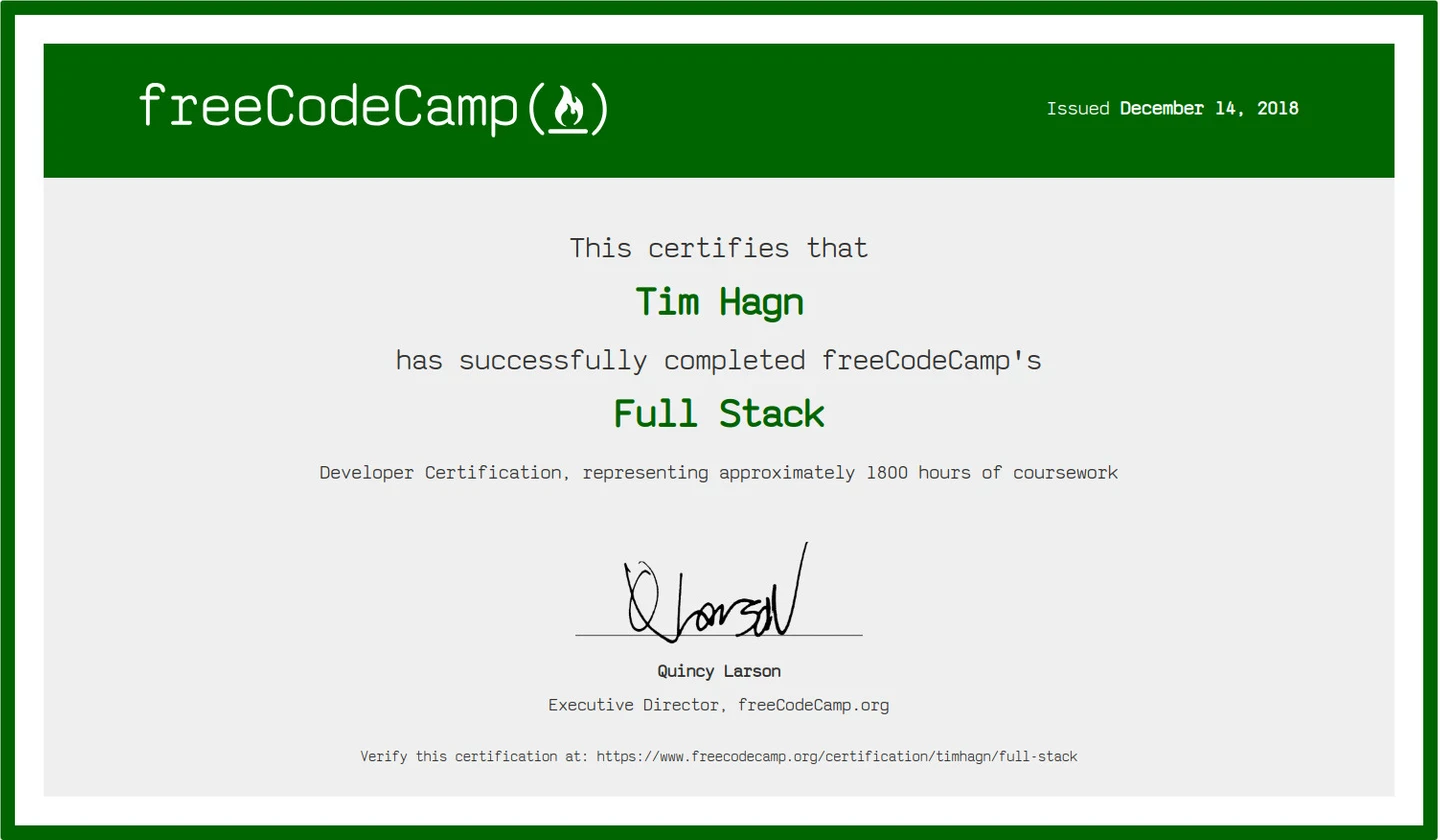 freeCodeCamp(🔥)
Issued December 14, 2018
This certifies that
Tim Hagn
has successfully completed freeCodeCamp's
Full Stack
Developer Certification, representing approximately 1800 hours of coursework
Q Larson
Quincy Larson
Executive Director, freeCodeCamp.org
Verify this certification at: https://www.freecodecamp.org/certification/timhagn/full-stack